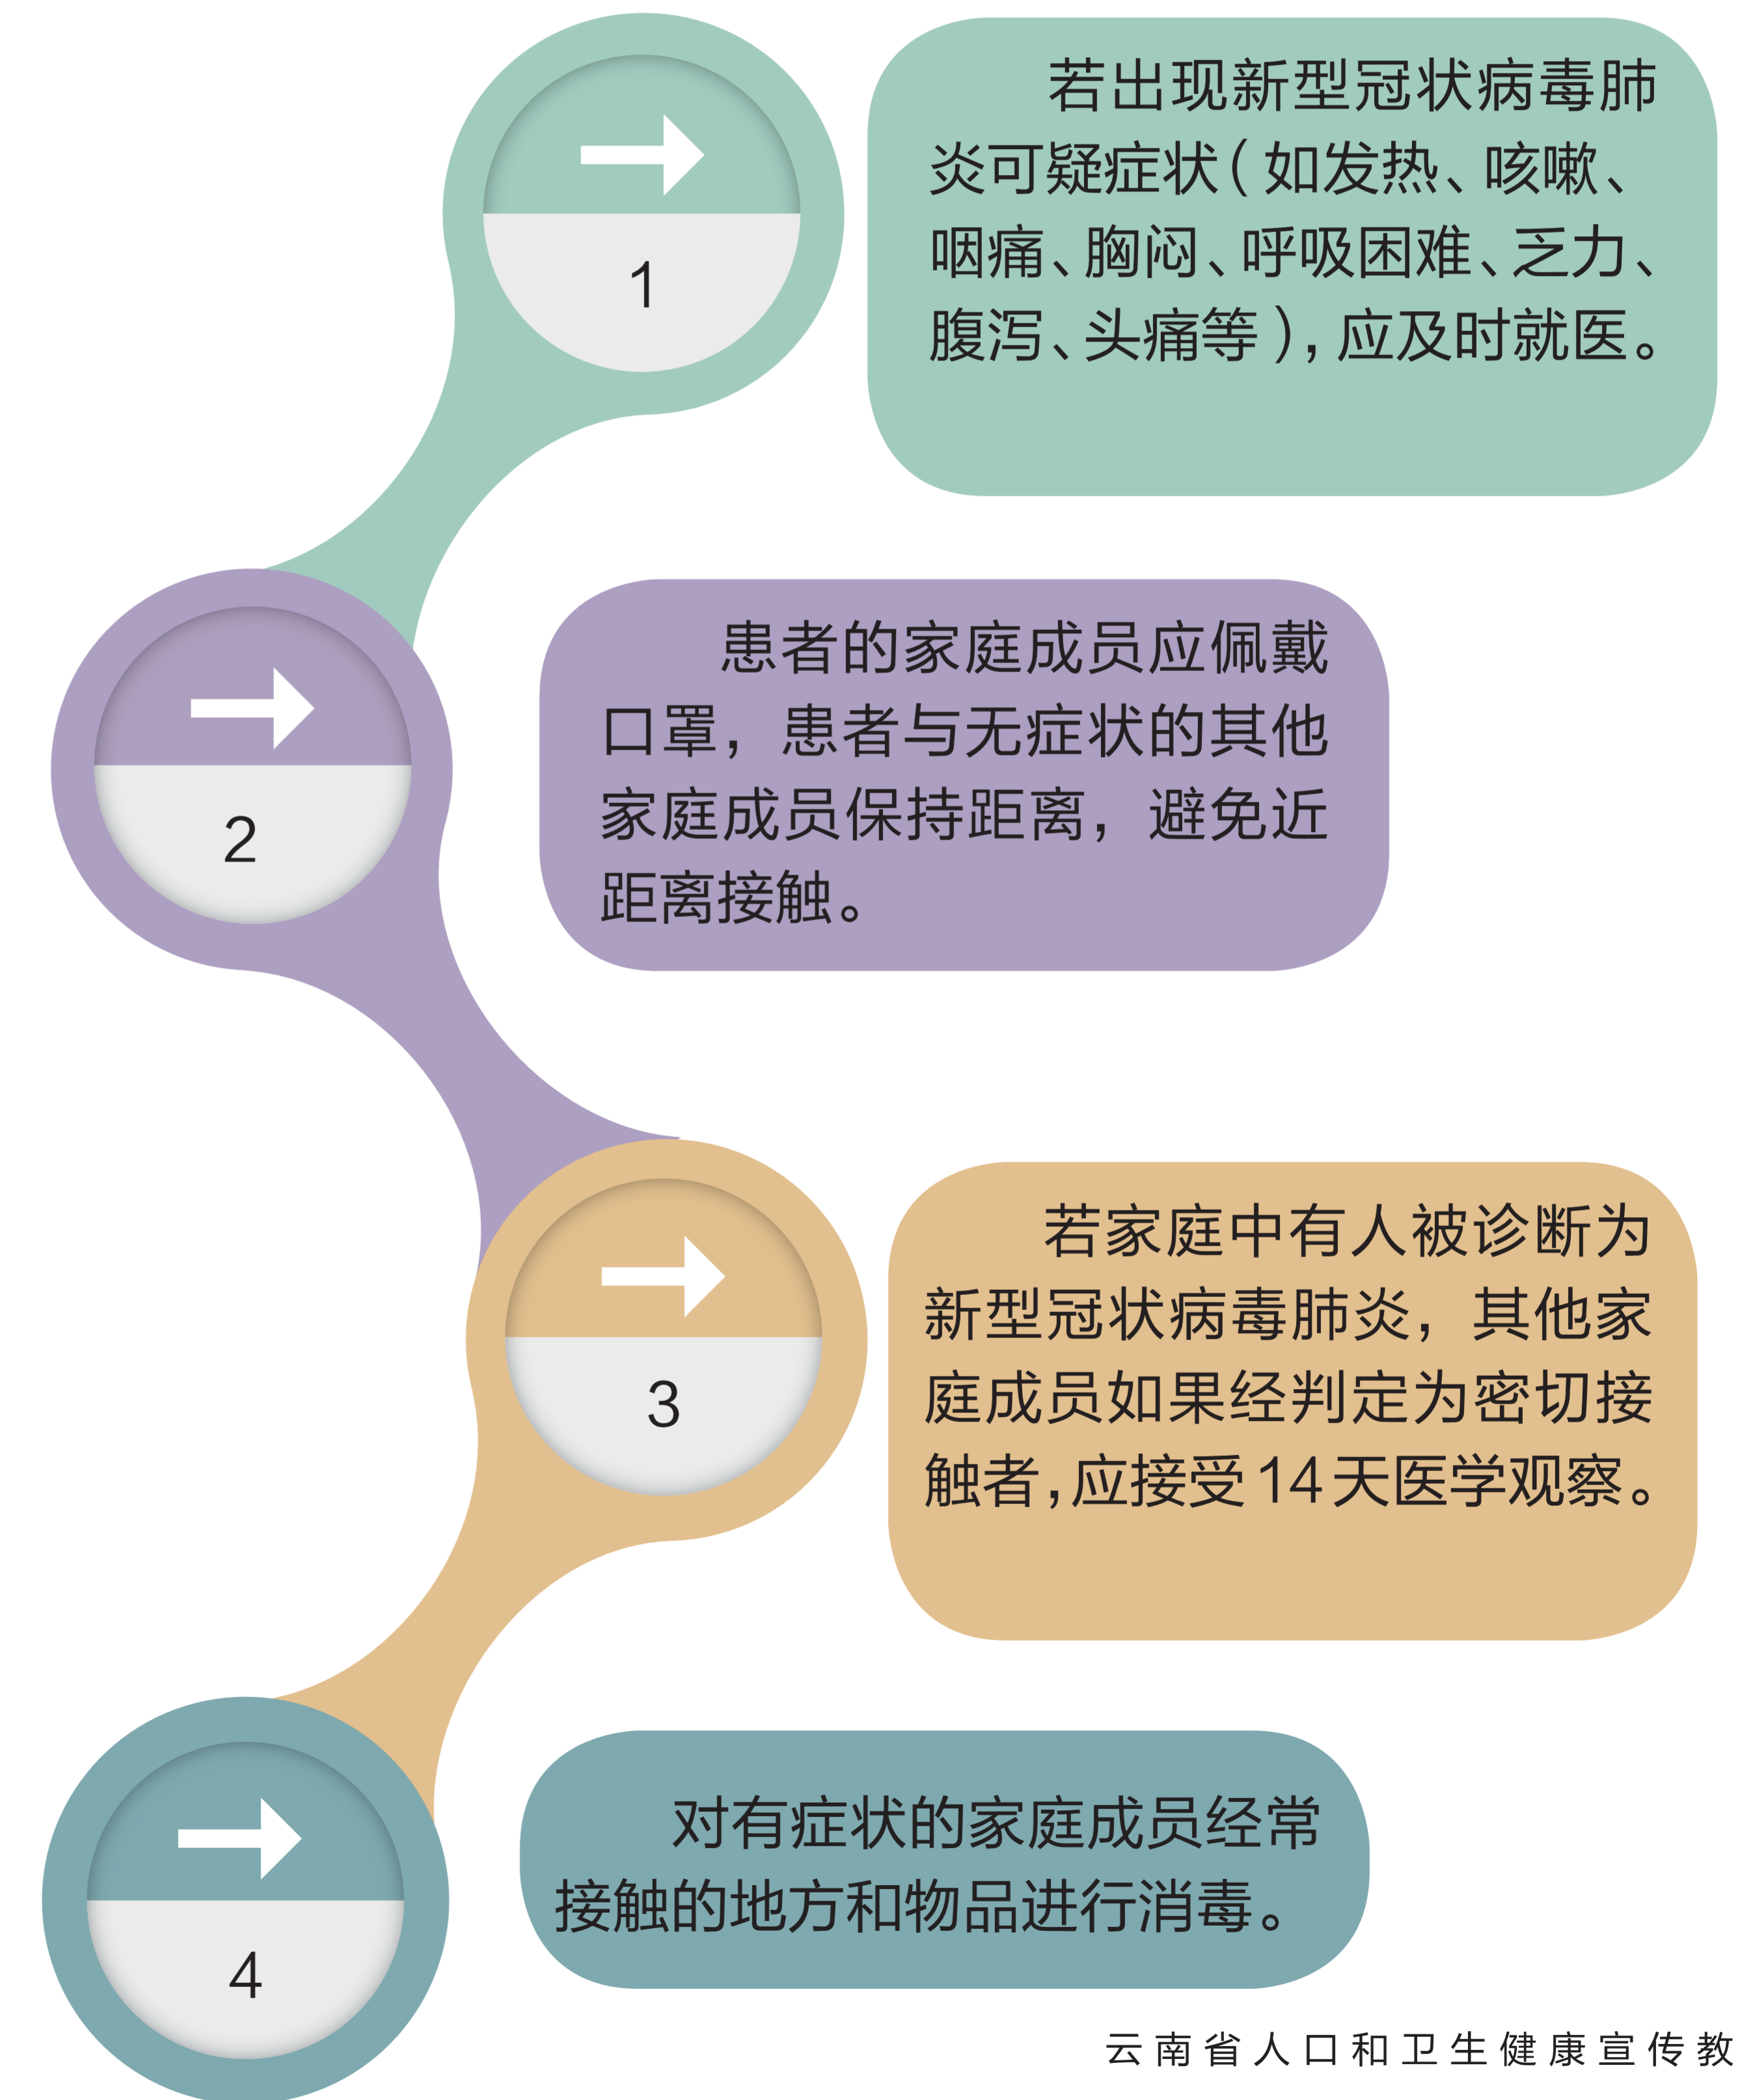 1
若出现新型冠状病毒肺
炎可疑症状(如发热、咳嗽、
咽痛、胸闷、呼吸困难、乏力、
腹泻、头痛等),应及时就医。
2
患者的家庭成员应佩戴
口罩，患者与无症状的其他
家庭成员保持距离，避免近
距离接触。
3
若家庭中有人被诊断为
新型冠状病毒肺炎，其他家
庭成员如果经判定为密切接
触者,应接受14天医学观察。
4
对有症状的家庭成员经常
接触的地方和物品进行消毒。
云南省人口和卫生健康宣传教